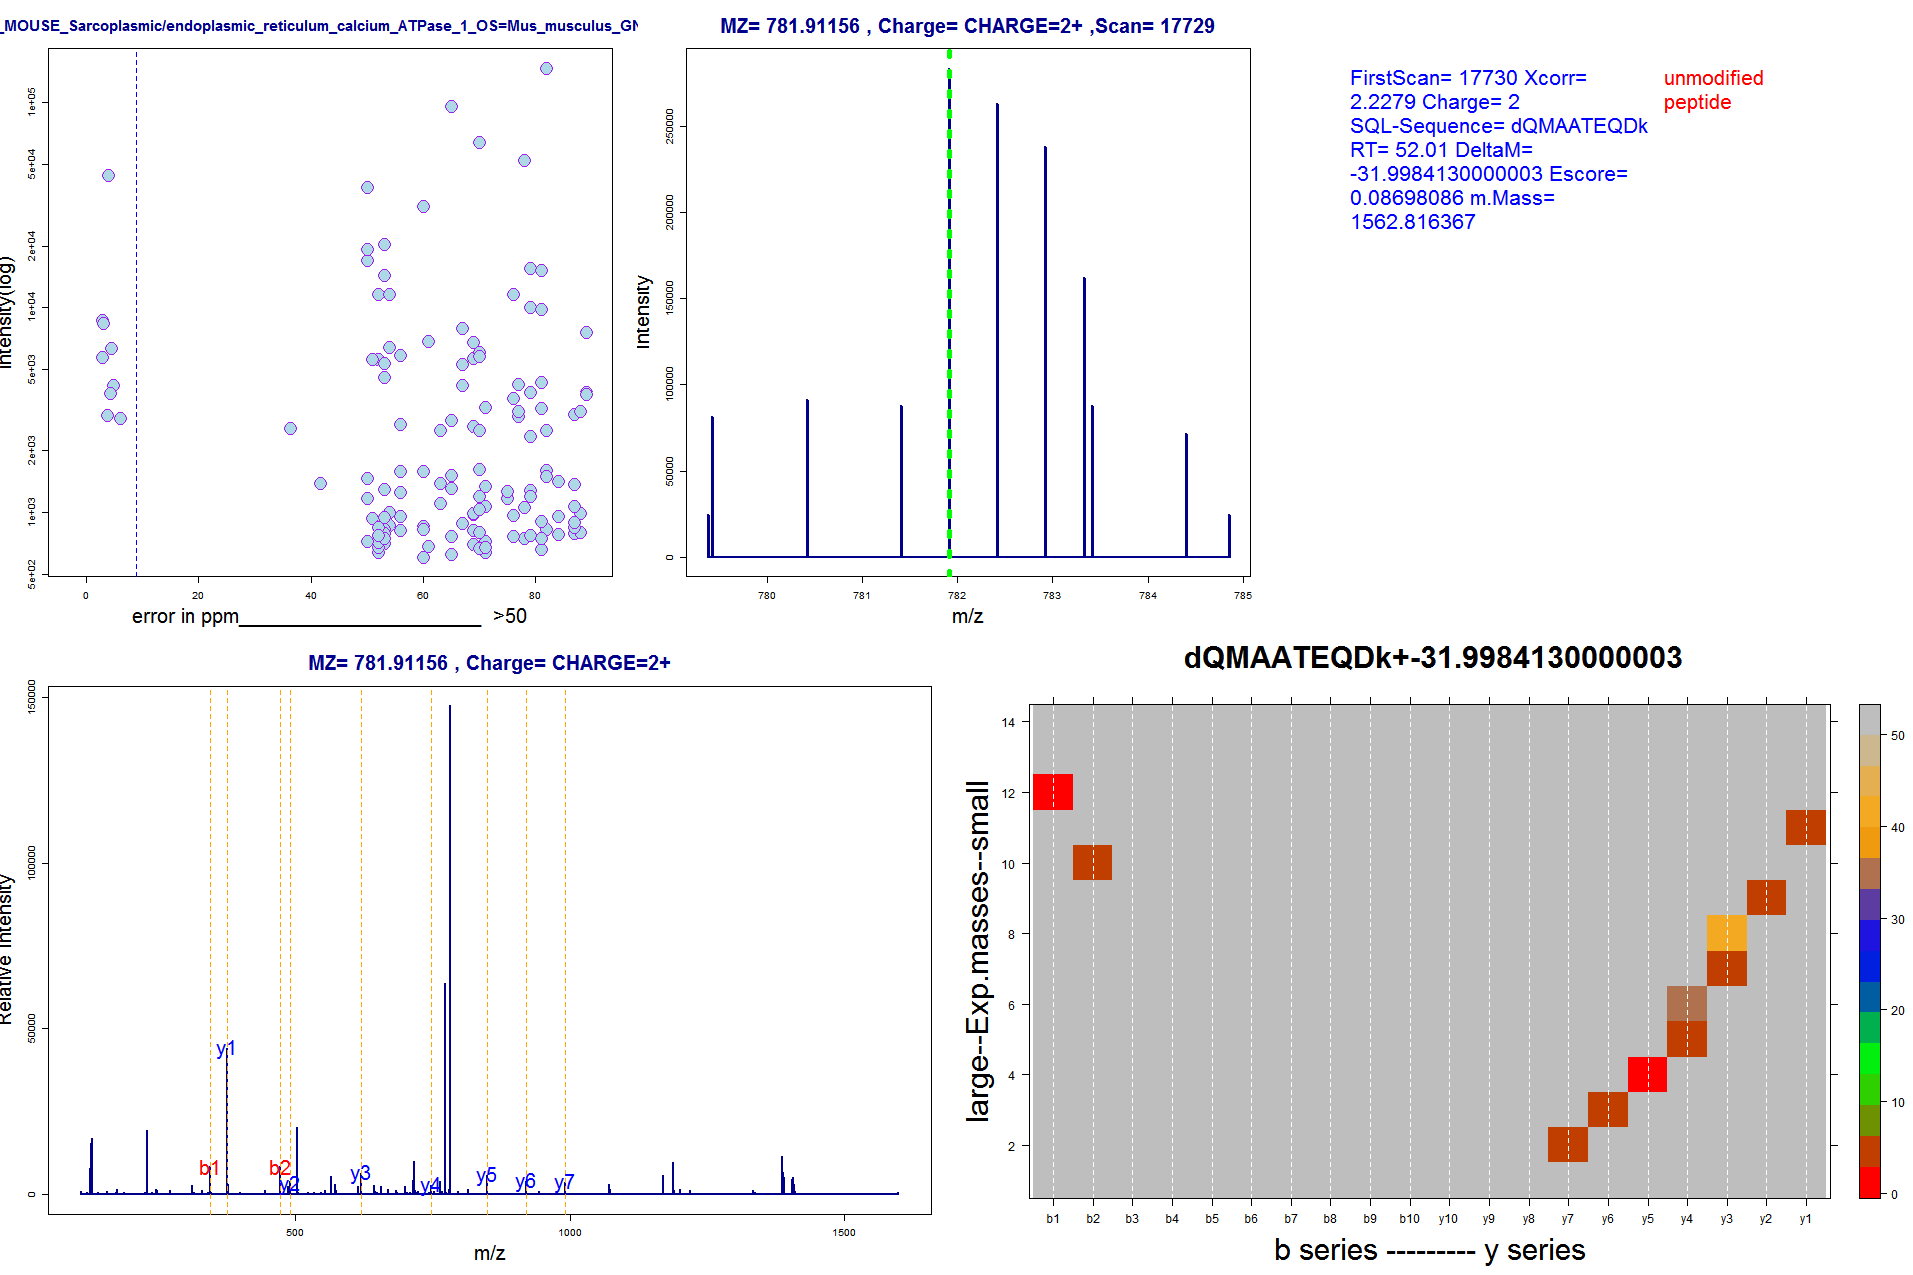 _MOUSE_Sarcoplasmic/endoplasmic_reticulum_calcium_ATPase_1_OS=Mus_musculus_GN
Intensity(log)
5e+02 1e+03 2e+03 5e+03 1e+04 2e+04 5e+04 1e+05
0 20 40 60 80
error in ppm______________________ >50
MZ= 781.91156 , Charge= CHARGE=2+ ,Scan= 17729
Intensity
0 50000 100000 150000 200000 250000
780 781 782 783 784 785
m/z
FirstScan= 17730 Xcorr=
2.2279 Charge= 2
SQL-Sequence= dQMAATEQDk
RT= 52.01 DeltaM=
-31.9984130000003 Escore=
0.08698086 m.Mass=
1562.816367
unmodified
peptide
MZ= 781.91156 , Charge= CHARGE=2+
Relative Intensity
0 50000 100000 150000
b1 y1 b2 y2 y3 y4 y5 y6 y7
500 1000 1500
m/z
dQMAATEQDk+-31.9984130000003
large--Exp.masses--small
14
12
10
8
6
4
2
b1 b2 b3 b4 b5 b6 b7 b8 b9 b10 y10 y9 y8 y7 y6 y5 y4 y3 y2 y1
b series --------- y series
50
40
30
20
10
0